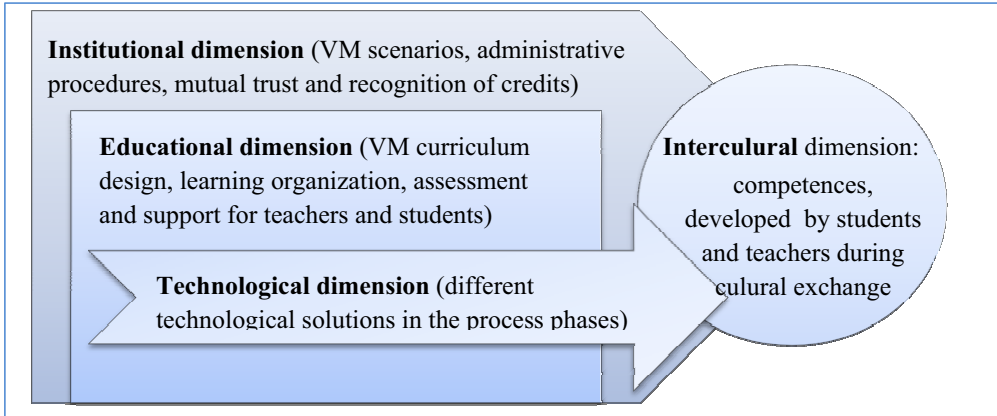 Institutional dimension (VM scenarios, administrative
procedures, mutual trust and recognition of credits)
Educational dimension (VM curriculum
design, learning organization, assessment
and support for teachers and students)
Technological dimension (different
technological solutions in the process phases)
Interculural dimension:
competences,
developed by students
and teachers during
culural exchange